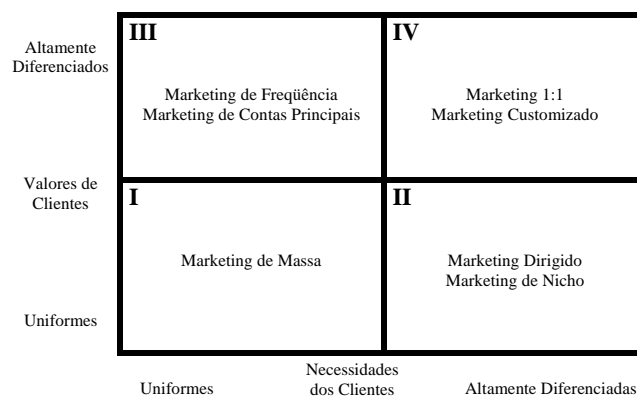 III
IV
Altamente
Diferenciados
Marketing de Freqüência
Marketing de Contas Principais
Marketing 1:1
Marketing Customizado
Valores de
Clientes
I
II
Marketing de Massa
Marketing Dirigido
Marketing de Nicho
Uniformes
Necessidades
dos Clientes
Uniformes
Altamente Diferenciadas